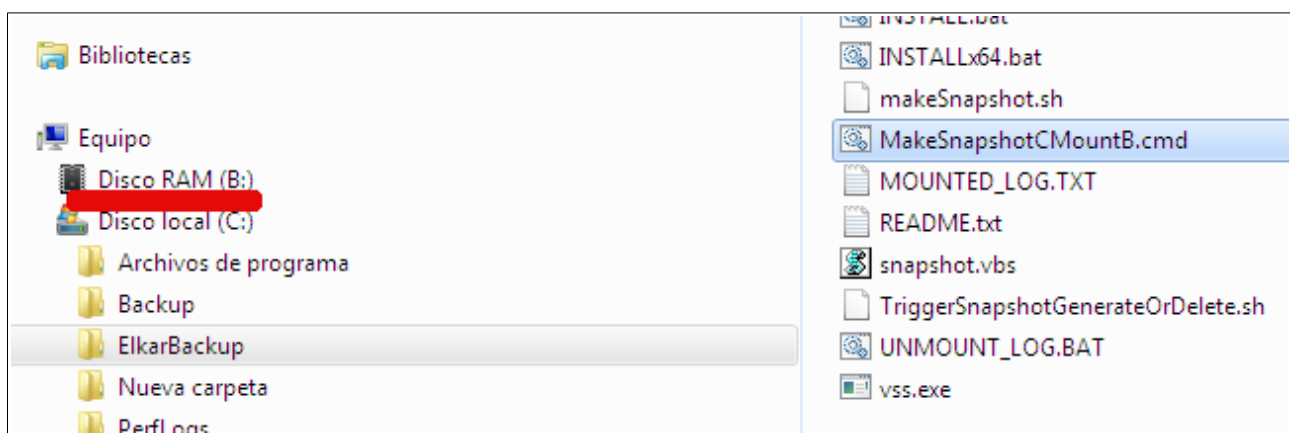 Bibliotecas
Equipo
Disco RAM (B:)
Disco local (C:)
Archivos de programa
Backup
ElkarBackup
Nueva carpeta
PerfLogs
INSTALL.bat
INSTALLx64.bat
makeSnapshot.sh
MakeSnapshotCMountB.cmd
MOUNTED_LOG.TXT
README.txt
snapshot.vbs
TriggerSnapshotGenerateOrDelete.sh
UNMOUNT_LOG.BAT
vss.exe